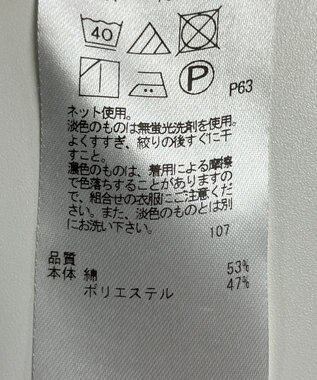 40
P
P63
ネット使用。
淡色のものは無蛍光洗剤を使用。
よくすすぎ、絞りの後すぐに干
すこと。
濃色のものは、着用による摩擦
で色落ちすることがありますの
で、組合せの衣服にご注意くだ
さい。また、淡色のものとは別
にお洗い下さい。
107
品質
本体 綿 53%
ポリエステル 47%